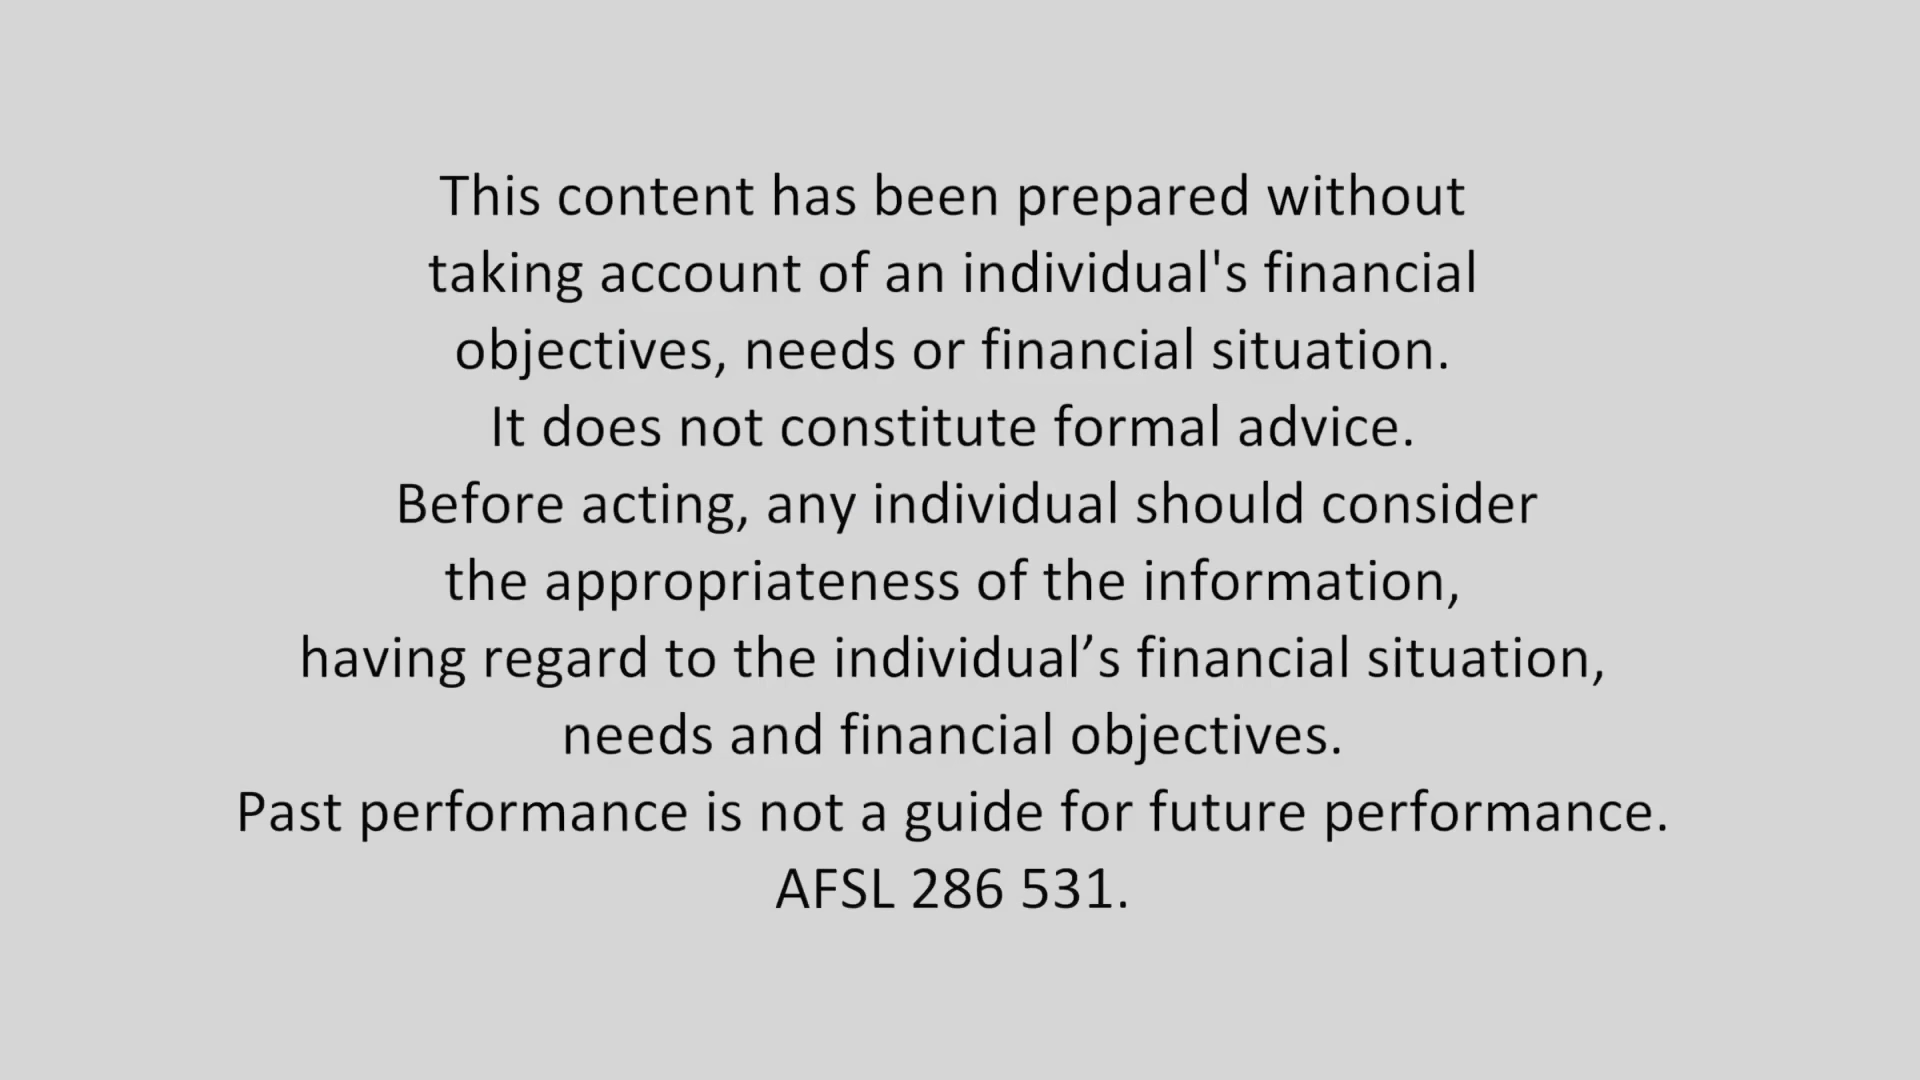 This content has been prepared without
taking account of an individual's financial
objectives, needs or financial situation.
It does not constitute formal advice.
Before acting, any individual should consider
the appropriateness of the information,
having regard to the individual’s financial situation,
needs and financial objectives.
Past performance is not a guide for future performance.
AFSL 286 531.